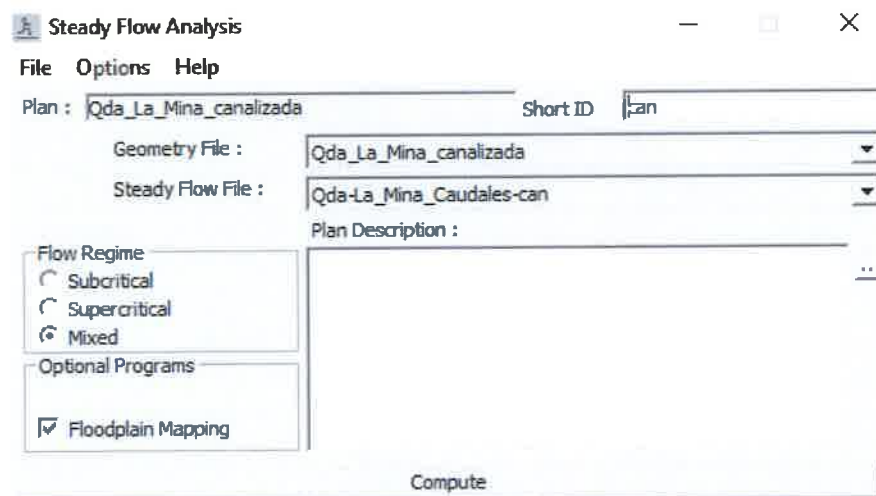 Steady Flow Analysis
File Options Help
Plan : Qda_La_Mina_canalizada Short ID can
Geometry File : Qda_La_Mina_canalizada
Steady Flow File : Qda-La_Mina_Caudales-can
Plan Description :
Flow Regime
Subcritical
Supercritical
Mixed
Optional Programs
Floodplain Mapping
Compute